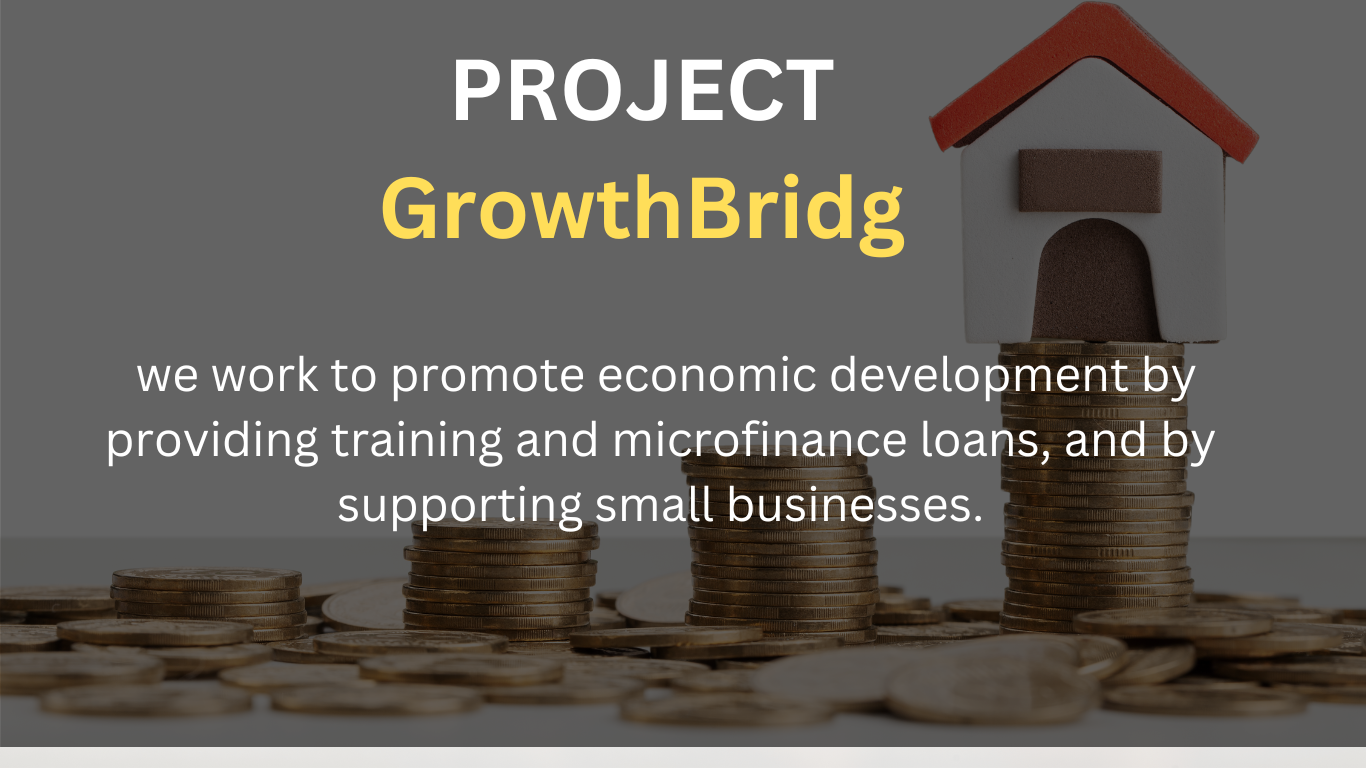 PROJECT
GrowthBridg
we work to promote economic development by
providing training and microfinance loans, and by
supporting small businesses.